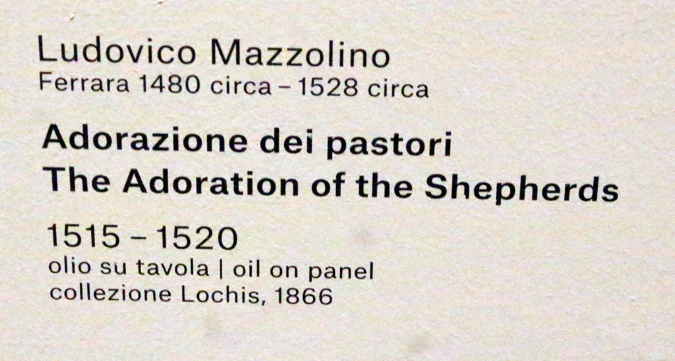 Ludovico Mazzolino
Ferrara 1480 circa – 1528 circa
Adorazione dei pastori
The Adoration of the Shepherds
1515 – 1520
olio su tavola | oil on panel
collezione Lochis, 1866